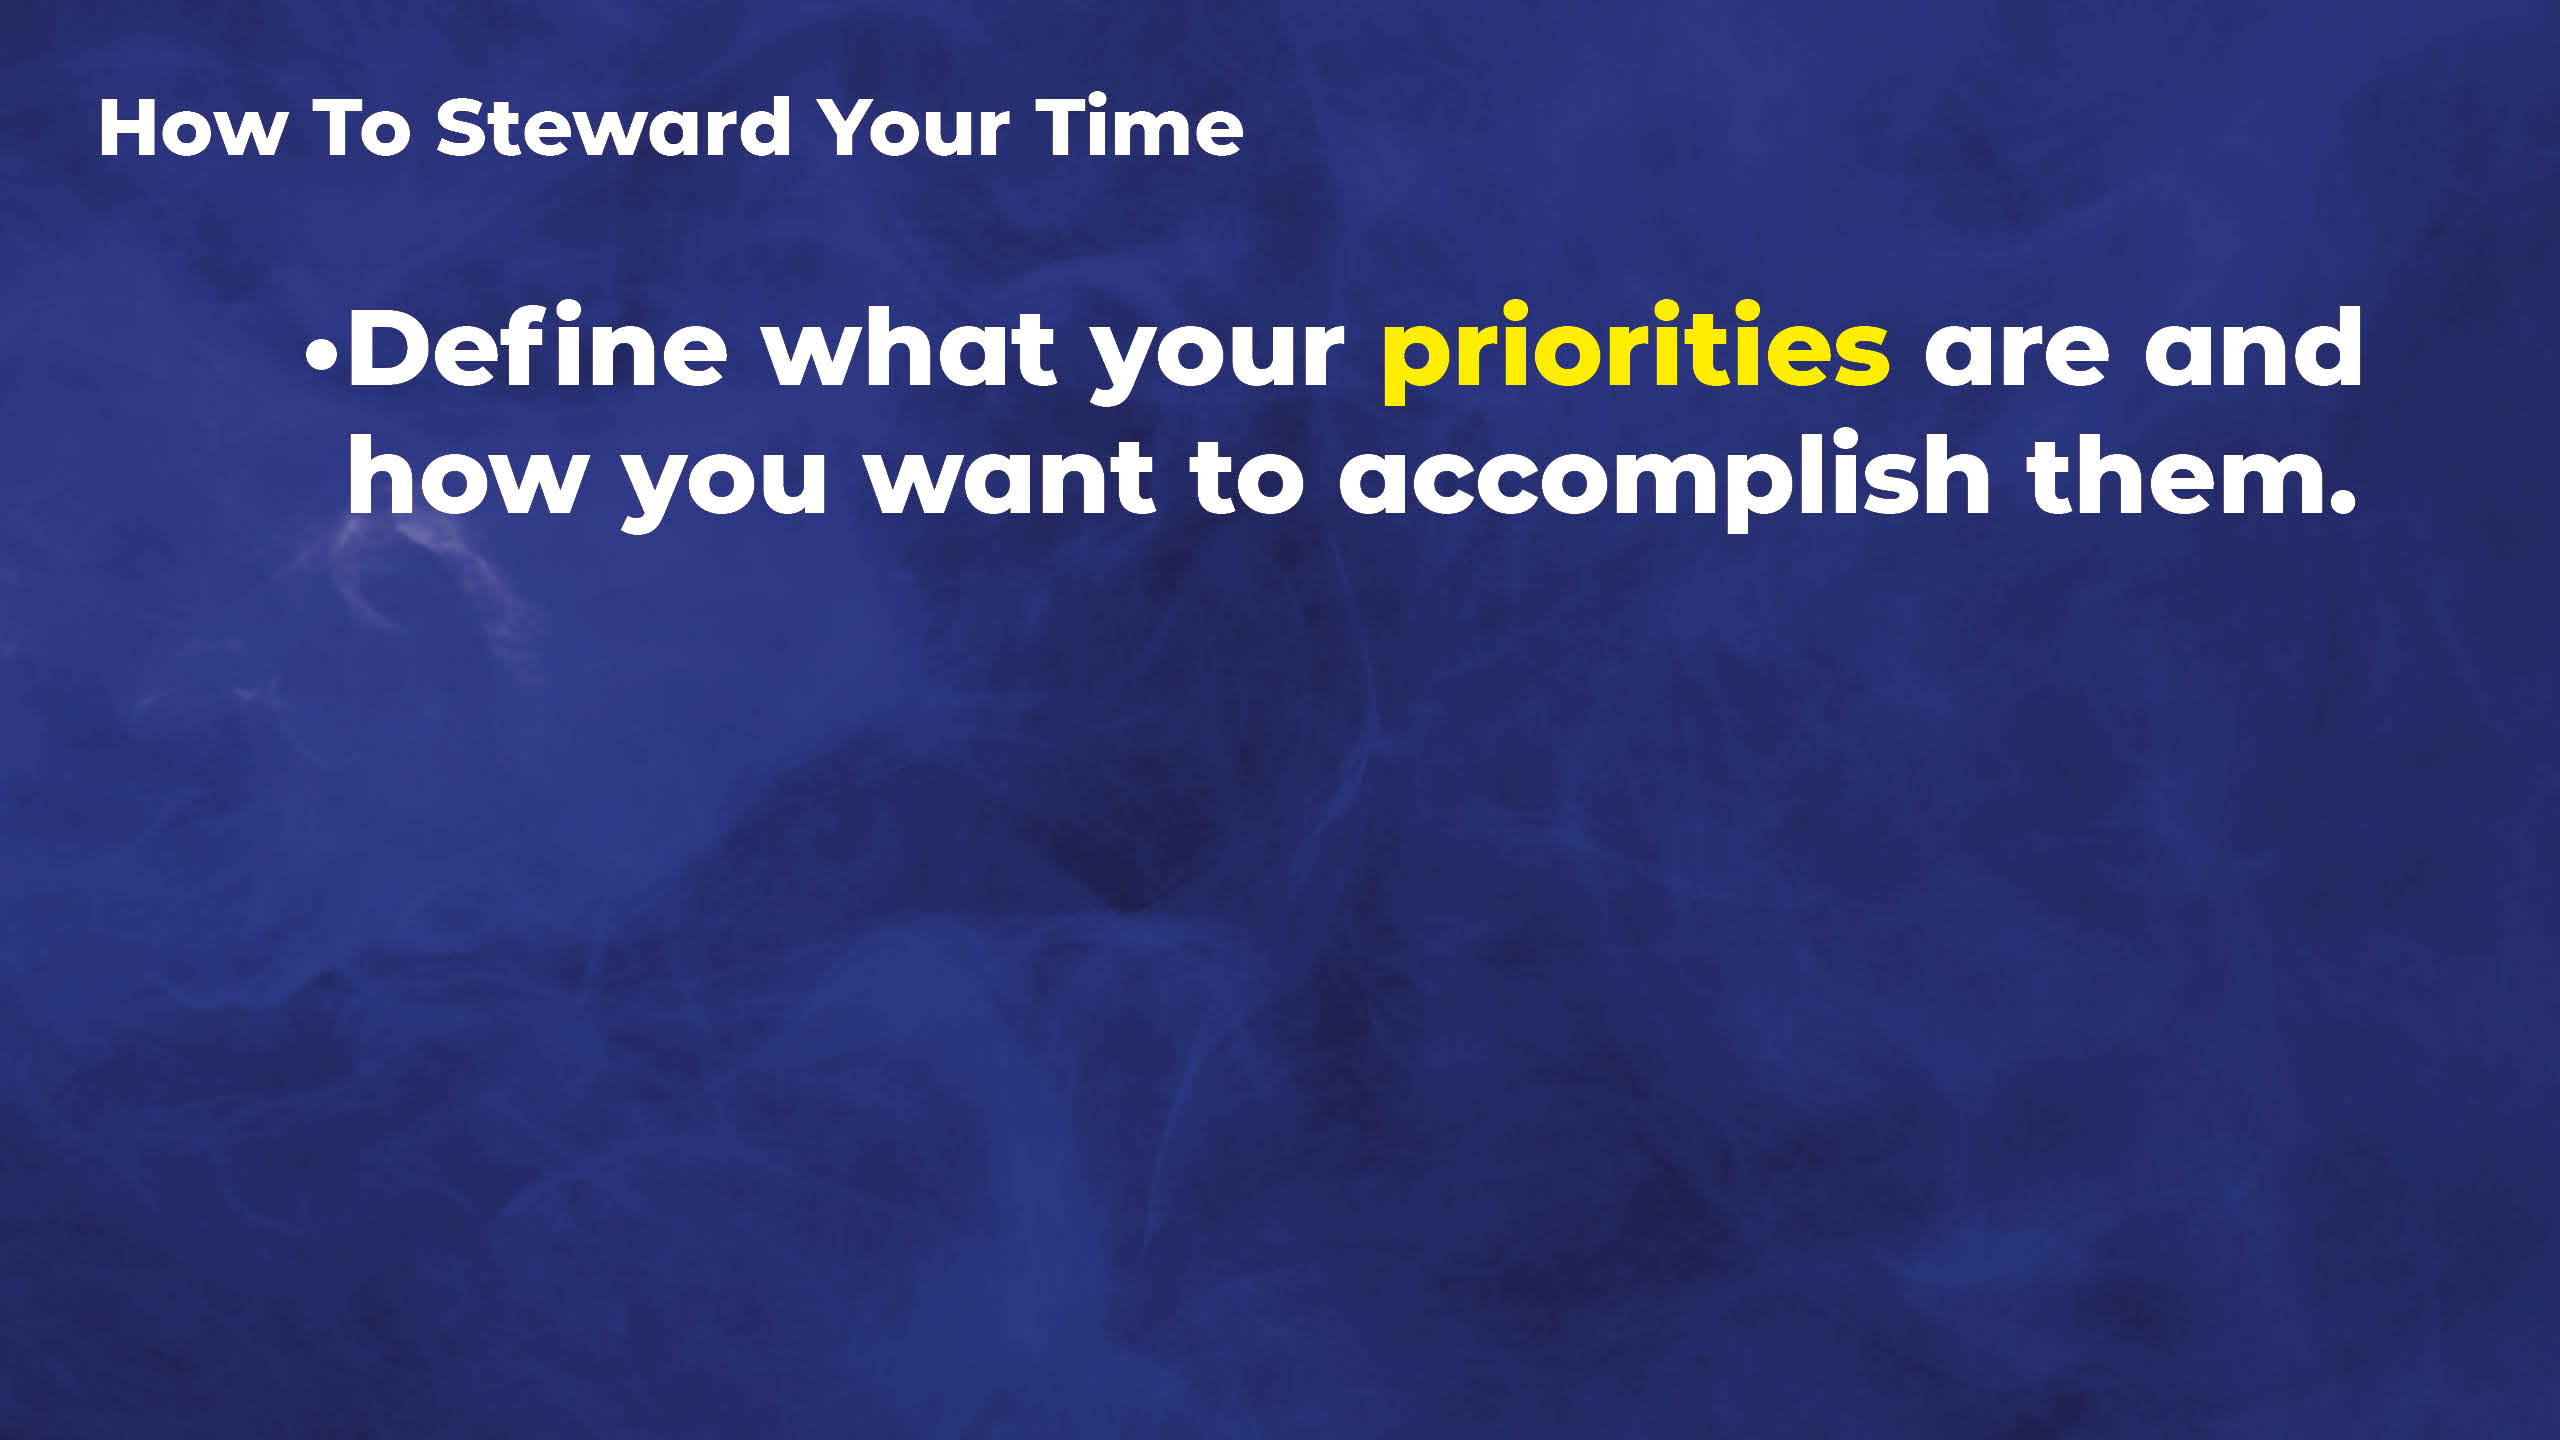 How To Steward Your Time
•Define what your priorities are and
how you want to accomplish them.